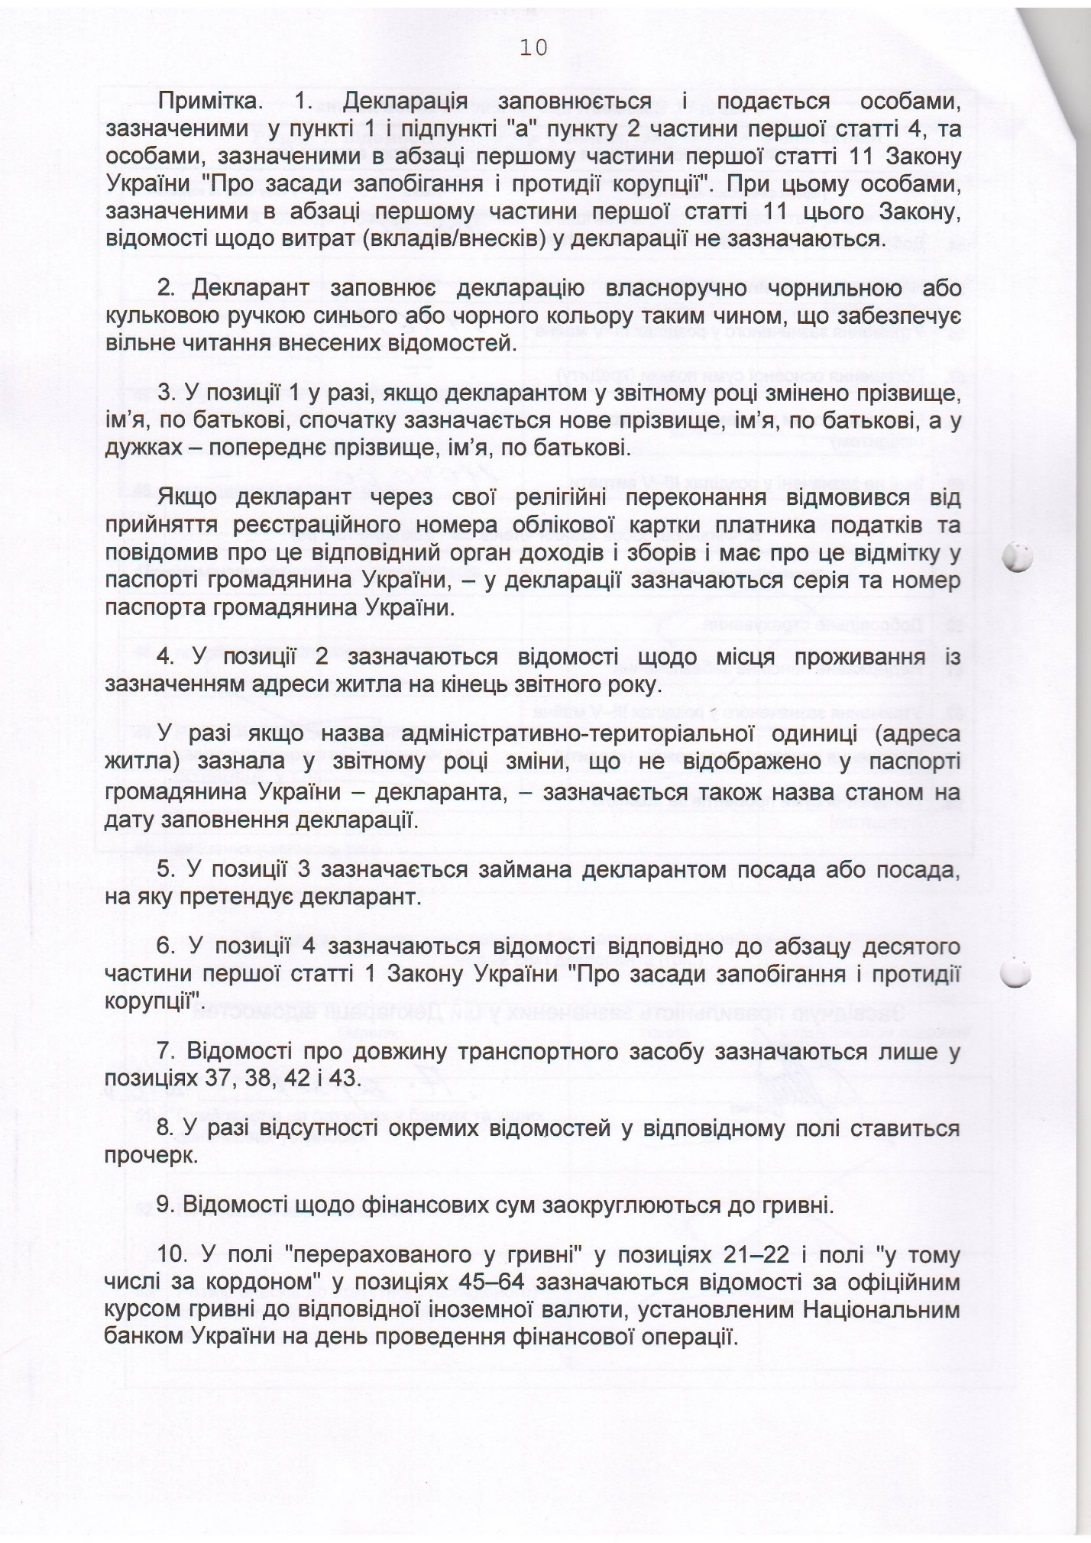 10
Примітка. 1. Декларація заповнюється і подається особами,
зазначеними у пункті 1 і підпункті "а" пункту 2 частини першої статті 4, та
особами, зазначеними в абзаці першому частини першої статті 11 Закону
України "Про засади запобігання і протидії корупції". При цьому особами,
зазначеними в абзаці першому частини першої статті 11 цього Закону,
відомості щодо витрат (вкладів/внесків) у декларації не зазначаються.
2. Декларант заповнює декларацію власноручно чорнильною або
кульковою ручкою синього або чорного кольору таким чином, що забезпечує
вільне читання внесених відомостей.
3. У позиції 1 у разі, якщо декларантом у звітному році змінено прізвище,
ім’я, по батькові, спочатку зазначається нове прізвище, ім’я, по батькові, а у
дужках – попереднє прізвище, ім’я, по батькові.
Якщо декларант через свої релігійні переконання відмовився від
прийняття реєстраційного номера облікової картки платника податків та
повідомив про це відповідний орган доходів і зборів і має про це відмітку у
паспорті громадянина України, – у декларації зазначаються серія та номер
паспорта громадянина України.
4. У позиції 2 зазначаються відомості щодо місця проживання із
зазначенням адреси житла на кінець звітного року.
У разі якщо назва адміністративно-територіальної одиниці (адреса
житла) зазнала у звітному році зміни, що не відображено у паспорті
громадянина України – декларанта, – зазначається також назва станом на
дату заповнення декларації.
5. У позиції 3 зазначається займана декларантом посада або посада,
на яку претендує декларант.
6. У позиції 4 зазначаються відомості відповідно до абзацу десятого
частини першої статті 1 Закону України "Про засади запобігання і протидії
корупції".
7. Відомості про довжину транспортного засобу зазначаються лише у
позиціях 37, 38, 42 і 43.
8. У разі відсутності окремих відомостей у відповідному полі ставиться
прочерк.
9. Відомості щодо фінансових сум заокруглюються до гривні.
10. У полі "перерахованого у гривні" у позиціях 21–22 і полі "у тому
числі за кордоном" у позиціях 45–64 зазначаються відомості за офіційним
курсом гривні до відповідної іноземної валюти, установленим Національним
банком України на день проведення фінансової операції.